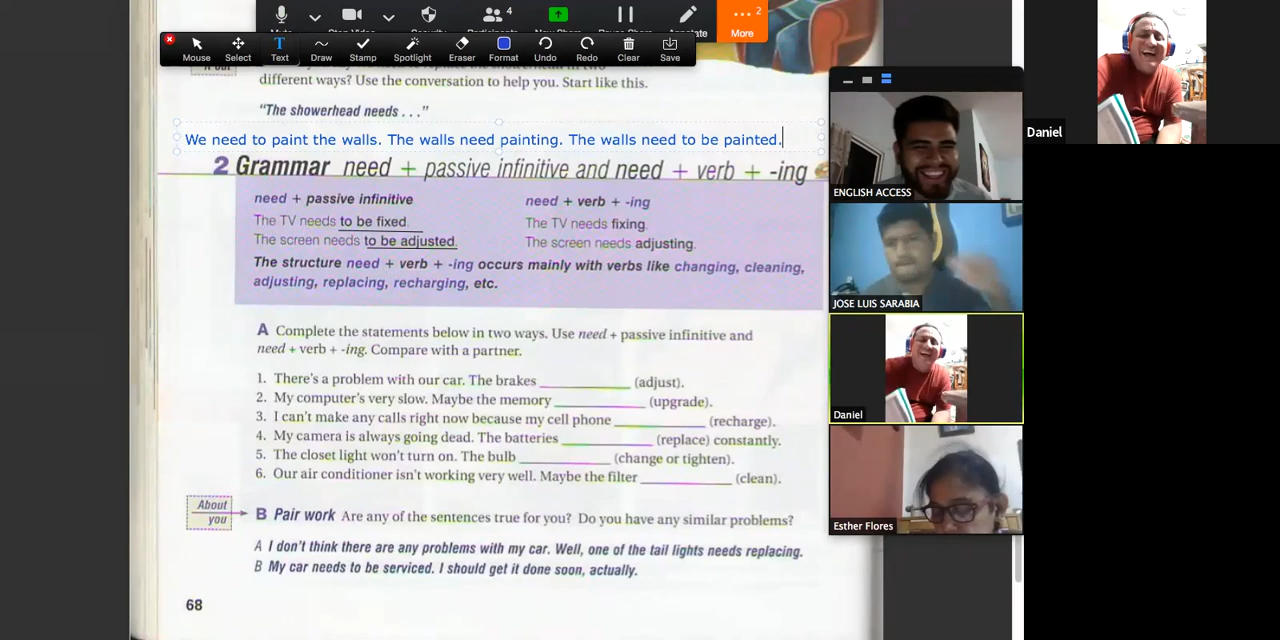 4
2
More
Mouse
Select
Text
Draw
Stamp
Spotlight
Eraser
Format
Undo
Redo
Clear
Save
different ways? Use the conversation to help you. Start like this.
"The showerhead needs . . ."
We need to paint the walls. The walls need painting. The walls need to be painted.
2 Grammar need + passive infinitive and need + verb + -ing
need + passive infinitive
The TV needs to be fixed.
The screen needs to be adjusted.
need + verb + -ing
The TV needs fixing.
The screen needs adjusting.
The structure need + verb + -ing occurs mainly with verbs like changing, cleaning,
adjusting, replacing, recharging, etc.
A Complete the statements below in two ways. Use need + passive infinitive and
need + verb + -ing. Compare with a partner.
1. There's a problem with our car. The brakes __________ (adjust).
2. My computer's very slow. Maybe the memory __________ (upgrade).
3. I can't make any calls right now because my cell phone __________ (recharge).
4. My camera is always going dead. The batteries __________ (replace) constantly.
5. The closet light won't turn on. The bulb __________ (change or tighten).
6. Our air conditioner isn't working very well. Maybe the filter __________ (clean).
About
you
B Pair work Are any of the sentences true for you? Do you have any similar problems?
A I don't think there are any problems with my car. Well, one of the tail lights needs replacing.
B My car needs to be serviced. I should get it done soon, actually.
68
ENGLISH ACCESS
JOSE LUIS SARABIA
Daniel
Esther Flores
Daniel